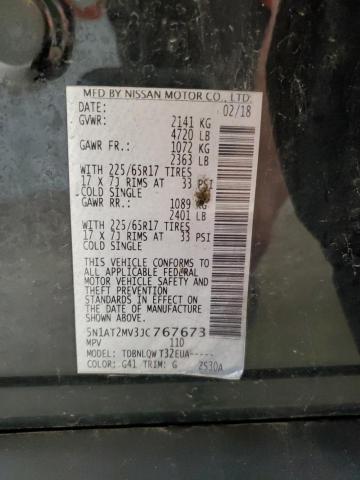 MFD BY NISSAN MOTOR CO., LTD.
DATE: 02/18
GVWR: 2141 KG
4720 LB
GAWR FR.: 1072 KG
2363 LB
WITH 225/65R17 TIRES
17 X 7J RIMS AT 33 PSI
COLD SINGLE
GAWR RR.: 1089 KG
2401 LB
WITH 225/65R17 TIRES
17 X 7J RIMS AT 33 PSI
COLD SINGLE
THIS VEHICLE CONFORMS TO
ALL APPLICABLE FEDERAL
MOTOR VEHICLE SAFETY
STANDARDS IN EFFECT ON
THE DATE OF MANUFACTURE
SHOWN ABOVE.
5N1AT2MV3JC767673
MPV 110
MODEL: TDBNLQW T32EUA-----
COLOR: G41 TRIM: G 2S30A